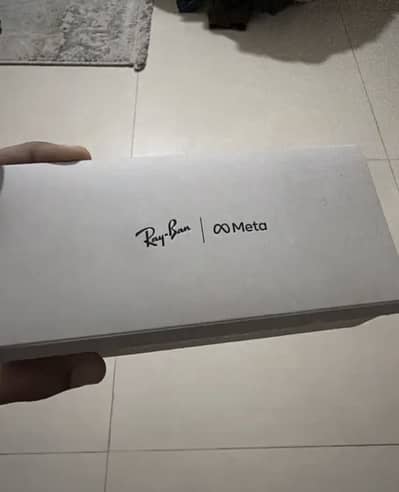 Ray-Ban | ∞ Meta